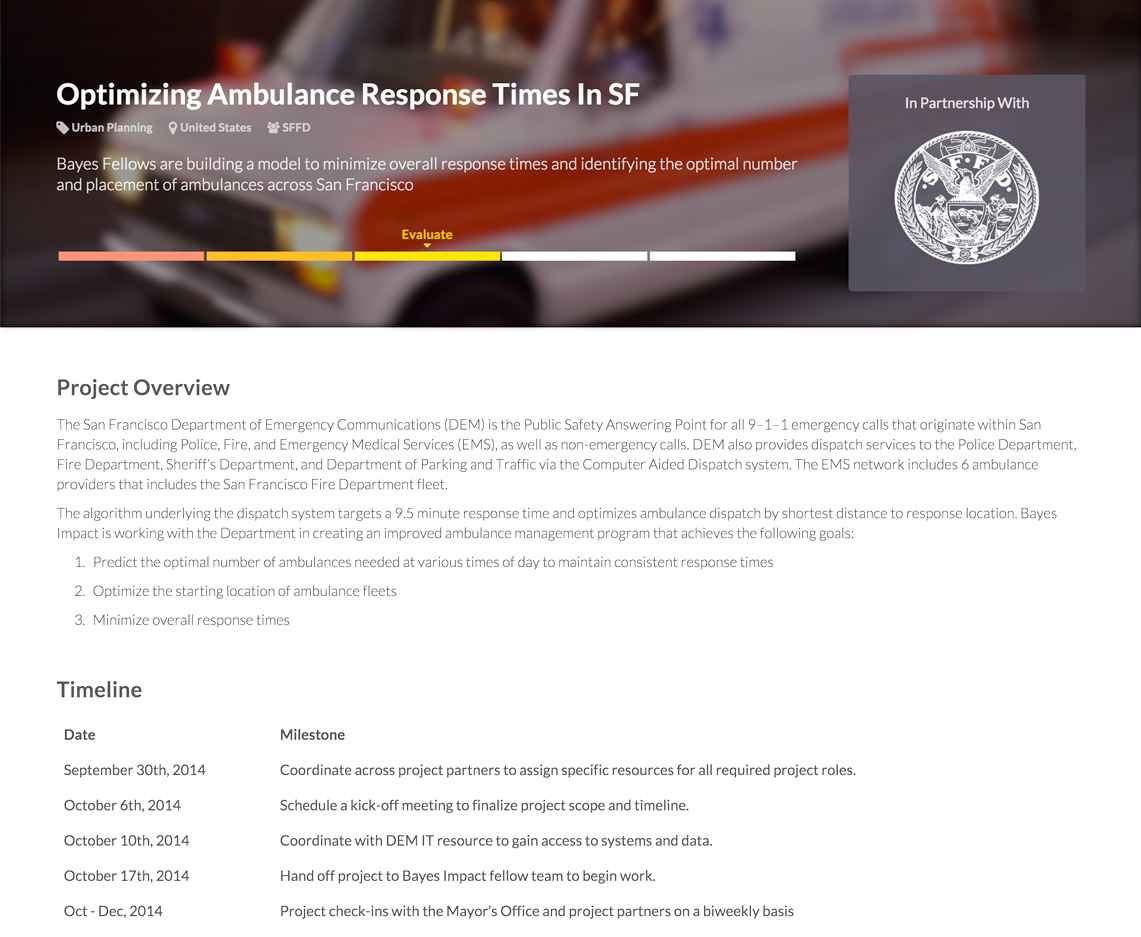 Optimizing Ambulance Response Times In SF
Urban Planning United States SFFD
Bayes Fellows are building a model to minimize overall response times and identifying the optimal number
and placement of ambulances across San Francisco
Evaluate
In Partnership With
S.F.F.D.
Project Overview
The San Francisco Department of Emergency Communications (DEM) is the Public Safety Answering Point for all 9–1–1 emergency calls that originate within San
Francisco, including Police, Fire, and Emergency Medical Services (EMS), as well as non-emergency calls. DEM also provides dispatch services to the Police Department,
Fire Department, Sheriff's Department, and Department of Parking and Traffic via the Computer Aided Dispatch system. The EMS network includes 6 ambulance
providers that includes the San Francisco Fire Department fleet.
The algorithm underlying the dispatch system targets a 9.5 minute response time and optimizes ambulance dispatch by shortest distance to response location. Bayes
Impact is working with the Department in creating an improved ambulance management program that achieves the following goals:
1. Predict the optimal number of ambulances needed at various times of day to maintain consistent response times
2. Optimize the starting location of ambulance fleets
3. Minimize overall response times
Timeline
Date Milestone
September 30th, 2014 Coordinate across project partners to assign specific resources for all required project roles.
October 6th, 2014 Schedule a kick-off meeting to finalize project scope and timeline.
October 10th, 2014 Coordinate with DEM IT resource to gain access to systems and data.
October 17th, 2014 Hand off project to Bayes Impact fellow team to begin work.
Oct - Dec, 2014 Project check-ins with the Mayor's Office and project partners on a biweekly basis